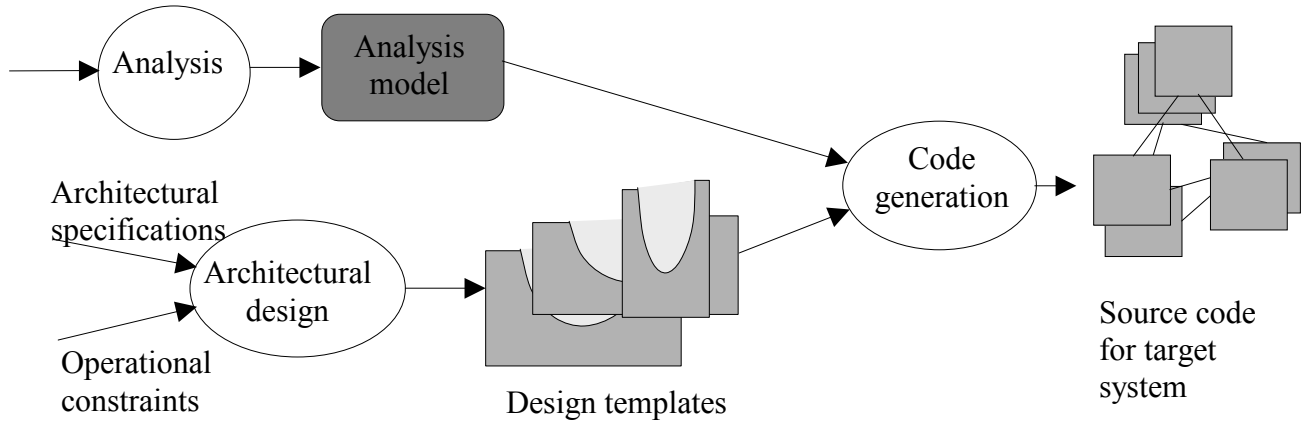 Analysis
Analysis
model
Code
generation
Architectural
specifications
Architectural
design
Operational
constraints
Design templates
Source code
for target
system